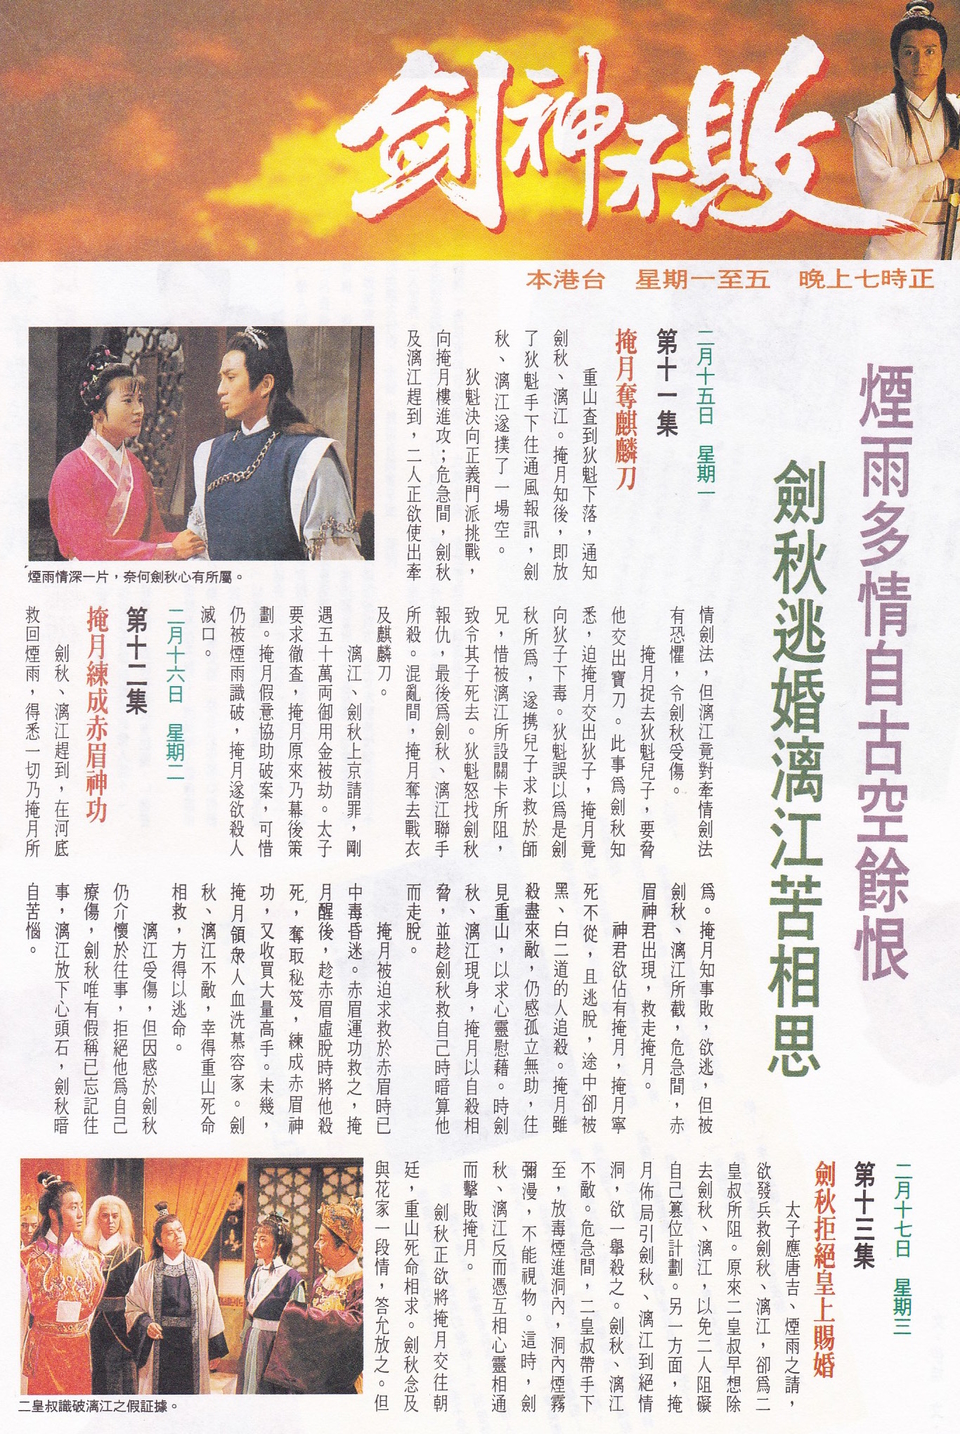 劍神不敗
本港台　星期一至五　晚上七時正
煙雨多情自古空餘恨
劍秋逃婚漓江苦相思
二月十五日　星期一
第十一集
掩月奪麒麟刀
重山查到狄魁下落，通知
劍秋、漓江。掩月知後，即放
了狄魁手下往通風報訊，劍
秋、漓江遂撲了一場空。
狄魁決向正義門派挑戰，
向掩月樓進攻；危急間，劍秋
及漓江趕到，二人正欲使出牽
煙雨情深一片，奈何劍秋心有所屬。
情劍法，但漓江竟對牽情劍法
有恐懼，令劍秋受傷。
掩月捉去狄魁兒子，要脅
他交出寶刀。此事爲劍秋知
悉，迫掩月交出狄子，掩月竟
向狄子下毒。狄魁誤以爲是劍
秋所爲，遂携兒子求救於師
兄，惜被漓江所設關卡所阻，
致令其子死去。狄魁怒找劍秋
報仇，最後爲劍秋、漓江聯手
所殺。混亂間，掩月奪去戰衣
及麒麟刀。
漓江、劍秋上京請罪，剛
遇五十萬両御用金被劫。太子
要求徹查，掩月原來乃幕後策
劃。掩月假意協助破案，可惜
仍被煙雨識破，掩月遂欲殺人
滅口。
二月十六日　星期二
第十二集
掩月練成赤眉神功
劍秋、漓江趕到，在河底
救回煙雨，得悉一切乃掩月所
爲。掩月知事敗，欲逃，但被
劍秋、漓江所截，危急間，赤
眉神君出現，救走掩月。
神君欲佔有掩月，掩月寧
死不從，且逃脫，途中卻被
黑、白二道的人追殺。掩月雖
殺盡來敵，仍感孤立無助，往
見重山，以求心靈慰藉。時劍
秋、漓江現身，掩月以自殺相
脅，並趁劍秋救自己時暗算他
而走脫。
掩月被迫求救於赤眉時已
中毒昏迷。赤眉運功救之，掩
月醒後，趁赤眉虛脫時將他殺
死，奪取秘笈，練成赤眉神
功，又收買大量高手。未幾，
掩月領衆人血洗慕容家。劍
秋、漓江不敵，幸得重山死命
相救，方得以逃命。
漓江受傷，但因感於劍秋
仍介懷於往事，拒絕他爲自己
療傷，劍秋唯有假稱已忘記往
事，漓江放下心頭石，劍秋暗
自苦惱。
二月十七日　星期三
第十三集
劍秋拒絕皇上賜婚
太子應唐吉、煙雨之請，
欲發兵救劍秋、漓江，卻爲二
皇叔所阻。原來二皇叔早想除
去劍秋、漓江，以免二人阻礙
自己篡位計劃。另一方面，掩
月佈局引劍秋、漓江到絕情
洞，欲一舉殺之。劍秋、漓江
不敵。危急間，二皇叔帶手下
至，放毒煙進洞內，洞內煙霧
彌漫，不能視物。這時，劍
秋、漓江反而憑互相心靈相通
而擊敗掩月。
劍秋正欲將掩月交往朝
廷，重山死命相求。劍秋念及
與花家一段情，答允放之。但
二皇叔識破漓江之假証據。